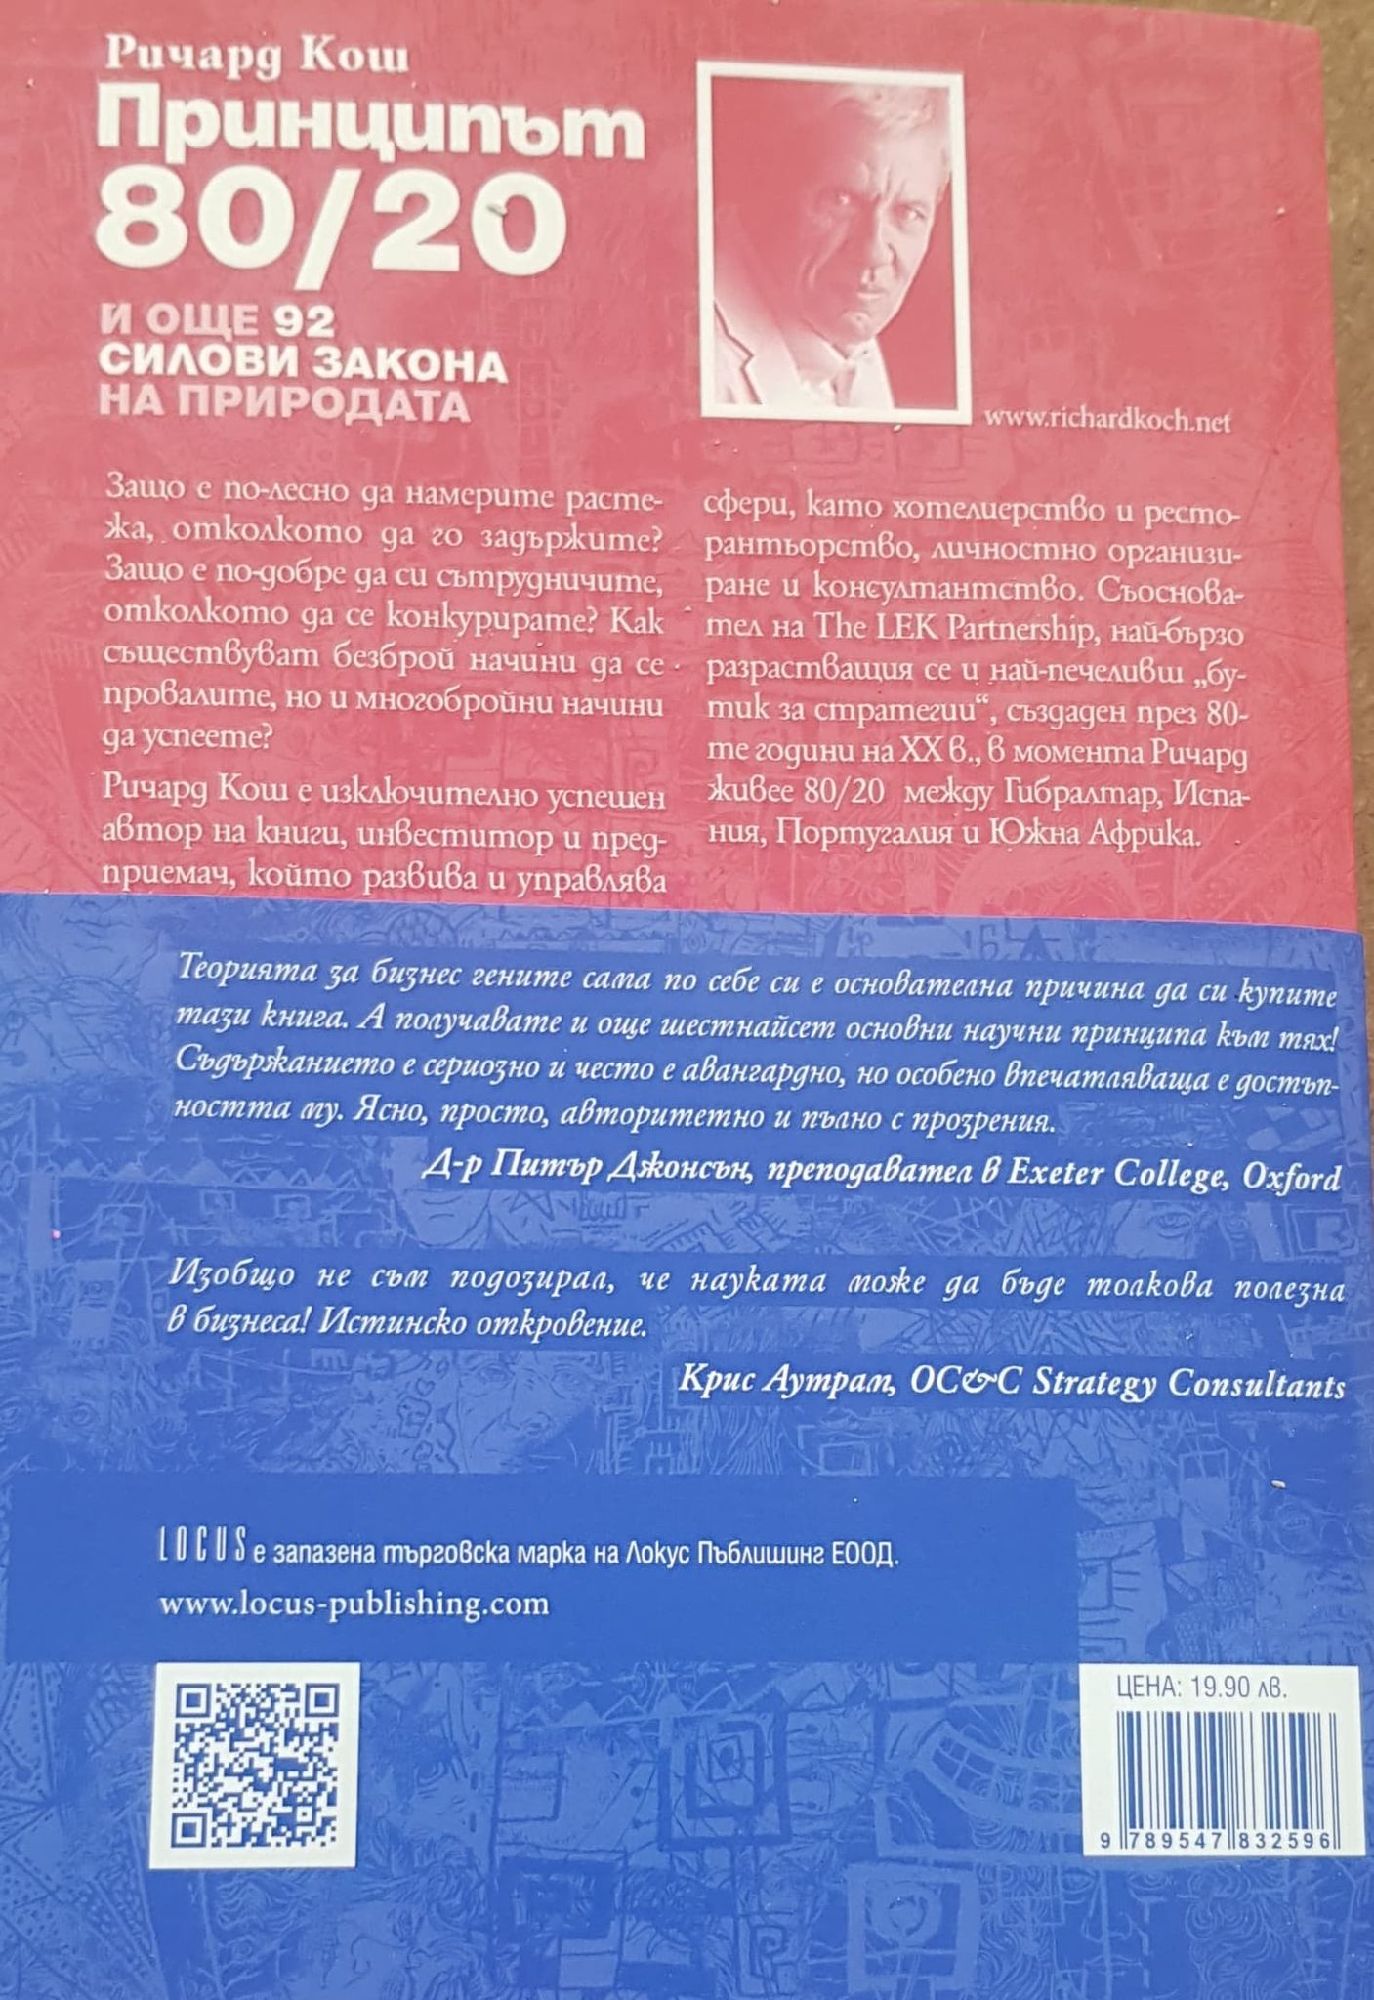 Ричард Кош
Принципът
80/20
И ОЩЕ 92
СИЛОВИ ЗАКОНА
НА ПРИРОДАТА
www.richardkoch.net
Защо е по-лесно да намерите расте-
жа, отколкото да го задържите?
Защо е по-добре да си сътрудничите,
отколкото да се конкурирате? Как
съществуват безброй начини да се
провалите, но и многобройни начини
да успеете?
Ричард Кош е изключително успешен
автор на книги, инвеститор и пред-
приемач, който развива и управлява
сфери, като хотелиерство и ресто-
рантьорство, личностно организи-
ране и консултантство. Съоснова-
тел на The LEK Partnership, най-бързо
разрастващия се и най-печеливш „бу-
тик за стратегии“, създаден през 80-
те години на XX в., в момента Ричард
живее 80/20 между Гибралтар, Испа-
ния, Португалия и Южна Африка.
Теорията за бизнес гените сама по себе си е основателна причина да си купите
тази книга. А получавате и още шестнайсет основни научни принципа към тях!
Съдържанието е сериозно и често е авангардно, но особено впечатляваща е достъп-
ността му. Ясно, просто, авторитетно и пълно с прозрения.
Д-р Питър Джонсън, преподавател в Exeter College, Oxford
Изобщо не съм подозирал, че науката може да бъде толкова полезна
в бизнеса! Истинско откровение.
Крис Аутрам, OC&C Strategy Consultants
LOCUS е запазена търговска марка на Локус Пъблишинг ЕООД.
www.locus-publishing.com
ЦЕНА: 19.90 лв.
9 789547 832596